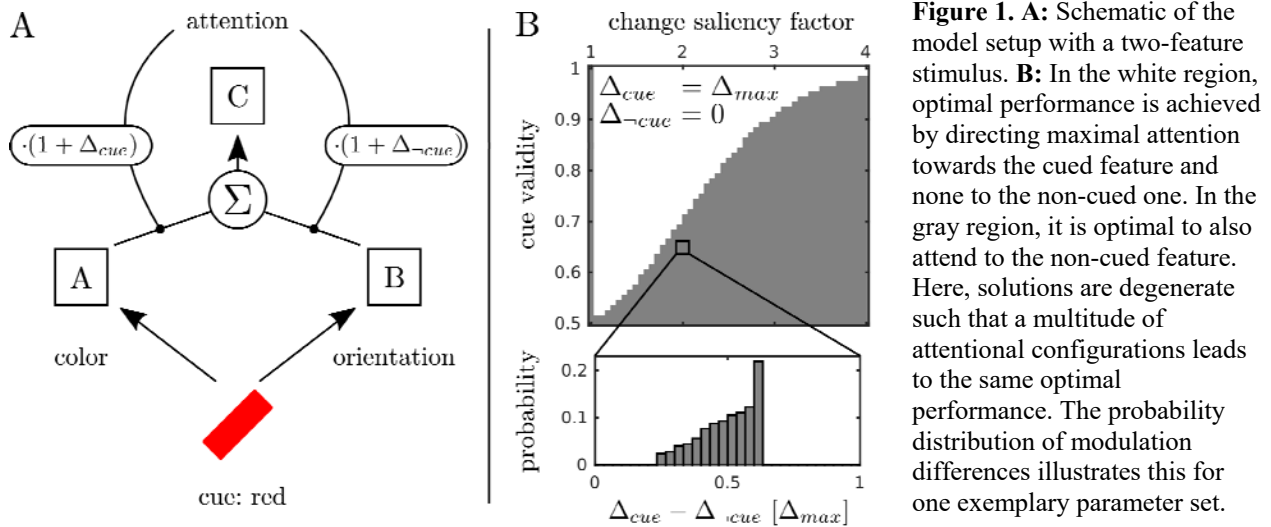 A
attention
C
·(1 + Δcue)
·(1 + Δ¬cue)
Σ
A
B
color
orientation
cue: red
B
change saliency factor
1 2 3 4
cue validity
1
0.9
0.8
0.7
0.6
0.5
Δcue = Δmax
Δ¬cue = 0
probability
0.2
0.1
0
0 0.5 1
Δcue − Δ¬cue [Δmax]
Figure 1. A: Schematic of the
model setup with a two-feature
stimulus. B: In the white region,
optimal performance is achieved
by directing maximal attention
towards the cued feature and
none to the non-cued one. In the
gray region, it is optimal to also
attend to the non-cued feature.
Here, solutions are degenerate
such that a multitude of
attentional configurations leads
to the same optimal
performance. The probability
distribution of modulation
differences illustrates this for
one exemplary parameter set.